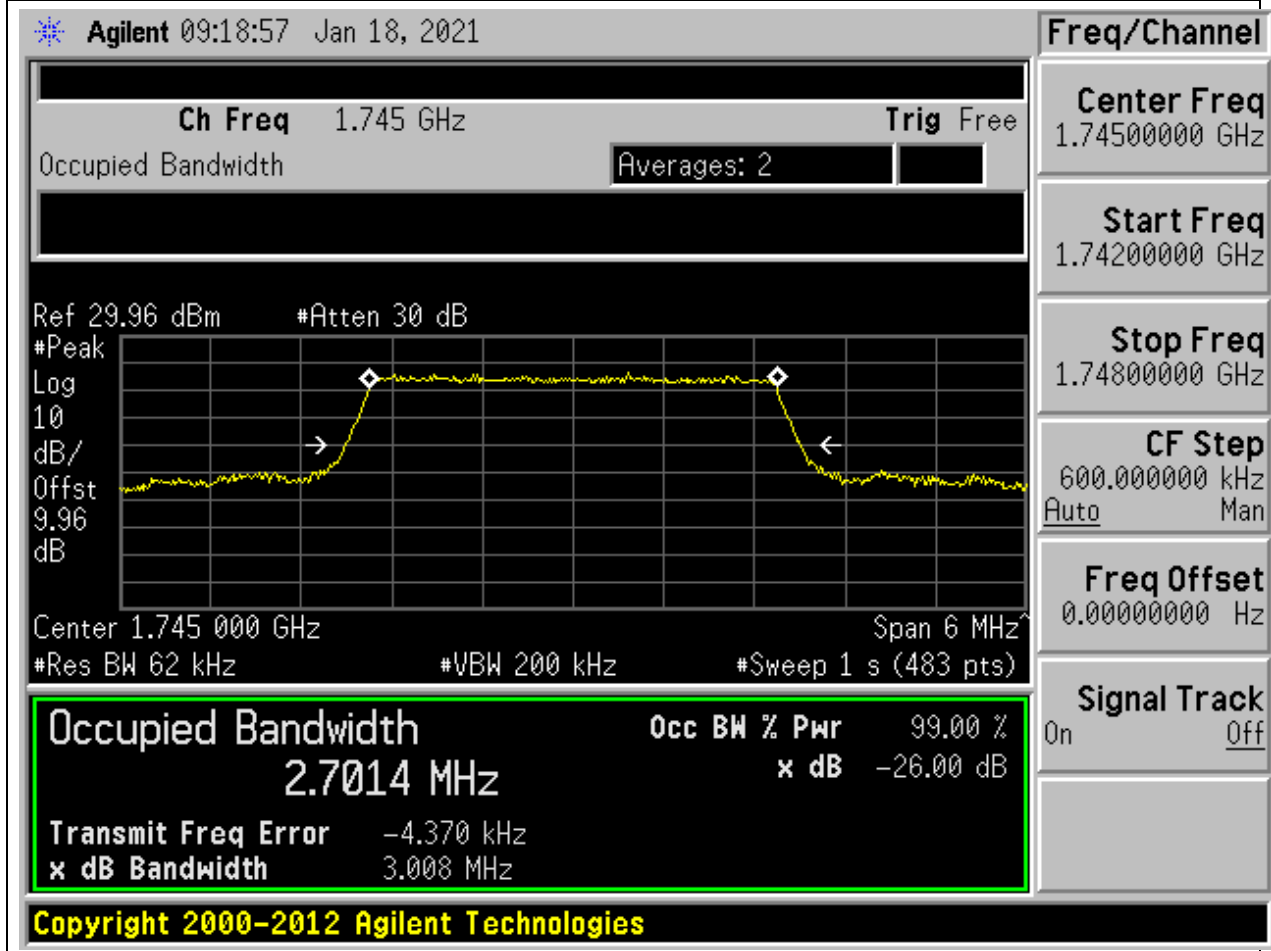 Agilent 09:18:57 Jan 18, 2021
Freq/Channel
Ch Freq 1.745 GHz Trig Free
Occupied Bandwidth Averages: 2
Ref 29.96 dBm #Atten 30 dB
#Peak
Log
10
dB/
Offst
9.96
dB
Center 1.745 000 GHz Span 6 MHz^
#Res BW 62 kHz #VBW 200 kHz #Sweep 1 s (483 pts)
Occupied Bandwidth Occ BW % Pwr 99.00 %
2.7014 MHz x dB -26.00 dB
Transmit Freq Error -4.370 kHz
x dB Bandwidth 3.008 MHz
Center Freq
1.74500000 GHz
Start Freq
1.74200000 GHz
Stop Freq
1.74800000 GHz
CF Step
600.000000 kHz
Auto Man
Freq Offset
0.00000000 Hz
Signal Track
On Off
Copyright 2000-2012 Agilent Technologies